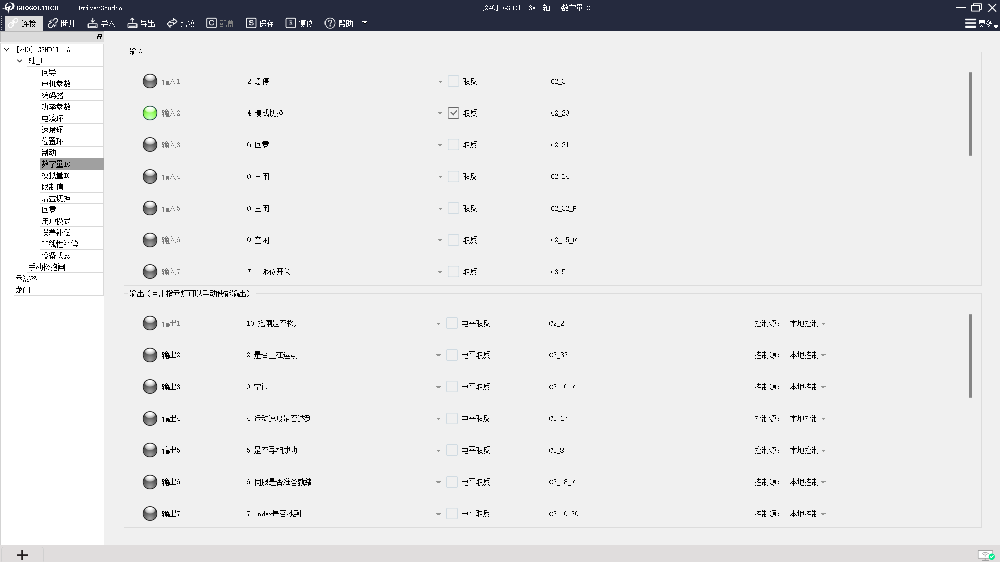 GOOGOLTECH DriverStudio [240] GSHD11_3A 轴_1 数字量IO
连接 断开 导入 导出 比较 C 配置 S 保存 R 复位 ? 帮助 更多
[240] GSHD11_3A
轴_1
向导
电机参数
编码器
功率参数
电流环
速度环
位置环
制动
数字量IO
模拟量IO
限制值
增益切换
回零
用户模式
误差补偿
非线性补偿
设备状态
手动松抱闸
示波器
龙门
输入
输入1 2 急停 取反 C2_3
输入2 4 模式切换 取反 C2_20
输入3 6 回零 取反 C2_31
输入4 0 空闲 取反 C2_14
输入5 0 空闲 取反 C2_32_F
输入6 0 空闲 取反 C2_15_F
输入7 7 正限位开关 取反 C3_5
输出（单击指示灯可以手动使能输出）
输出1 10 抱闸是否松开 电平取反 C2_2 控制源： 本地控制
输出2 2 是否正在运动 电平取反 C2_33 控制源： 本地控制
输出3 0 空闲 电平取反 C2_16_F 控制源： 本地控制
输出4 4 运动速度是否达到 电平取反 C3_17 控制源： 本地控制
输出5 5 是否寻相成功 电平取反 C3_8 控制源： 本地控制
输出6 6 伺服是否准备就绪 电平取反 C3_18_F 控制源： 本地控制
输出7 7 Index是否找到 电平取反 C3_10_20 控制源： 本地控制